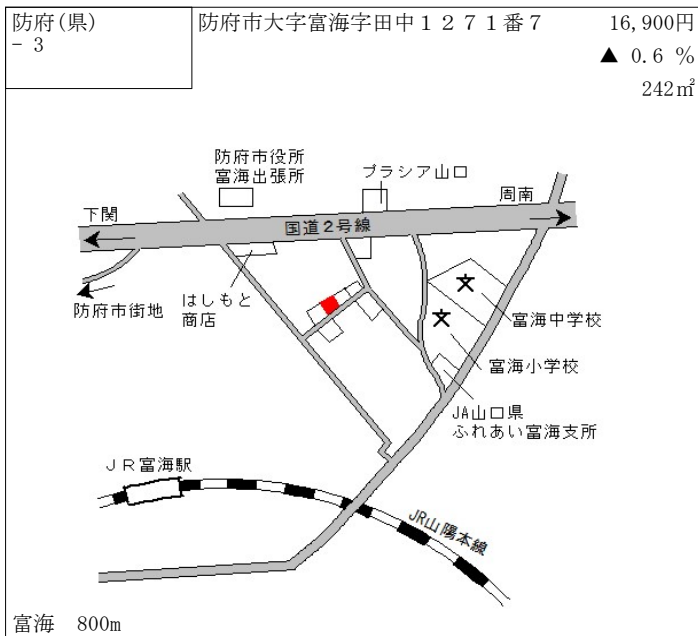 防府(県)
- 3
防府市大字富海字田中１２７１番７
16,900円
▲ 0.6 %
242㎡
防府市役所
富海出張所
ブラシア山口
下関
周南
国道2号線
防府市街地
はしもと
商店
富海中学校
富海小学校
JA山口県
ふれあい富海支所
ＪＲ富海駅
JR山陽本線
富海 800m